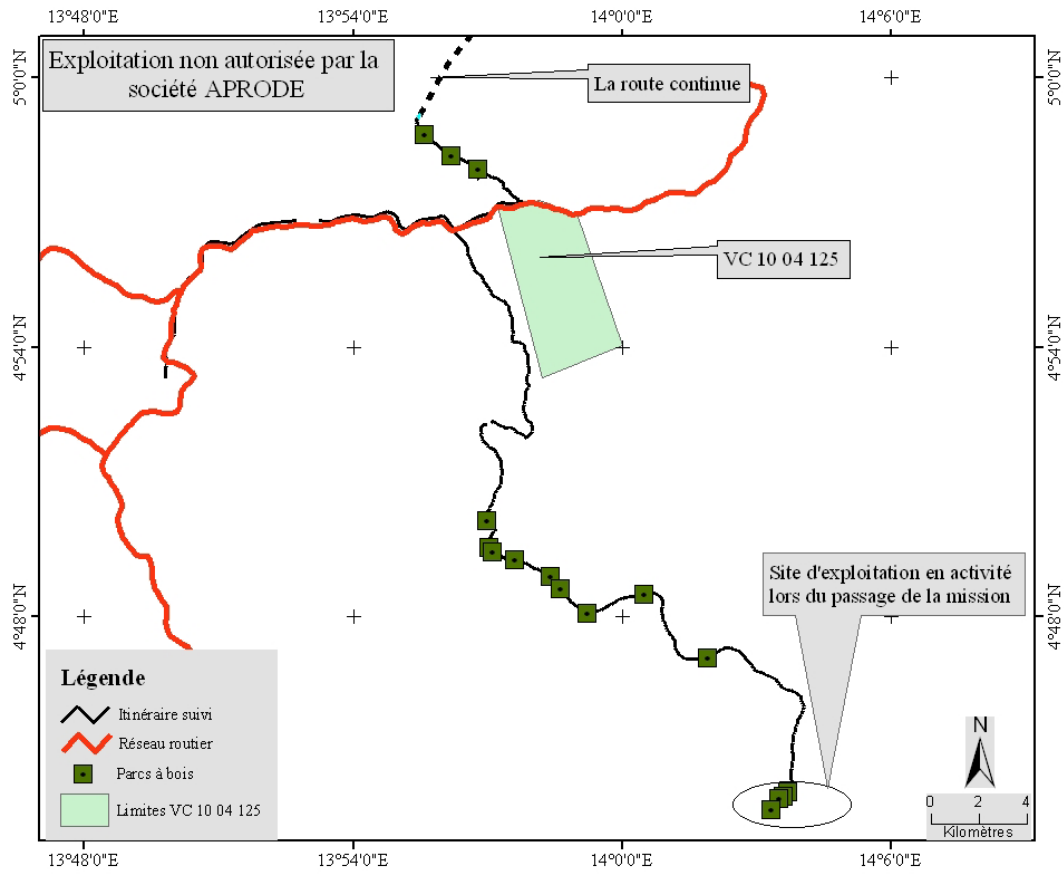 13°48'0"E 13°54'0"E 14°0'0"E 14°6'0"E
Exploitation non autorisée par la
société APRODE
5°0'0"N
5°0'0"N
La route continue
VC 10 04 125
4°54'0"N
4°54'0"N
Site d'exploitation en activité
lors du passage de la mission
4°48'0"N
4°48'0"N
Légende
Itinéraire suivi
Réseau routier
Parcs à bois
Limites VC 10 04 125
N
0 2 4
Kilomètres
13°48'0"E 13°54'0"E 14°0'0"E 14°6'0"E